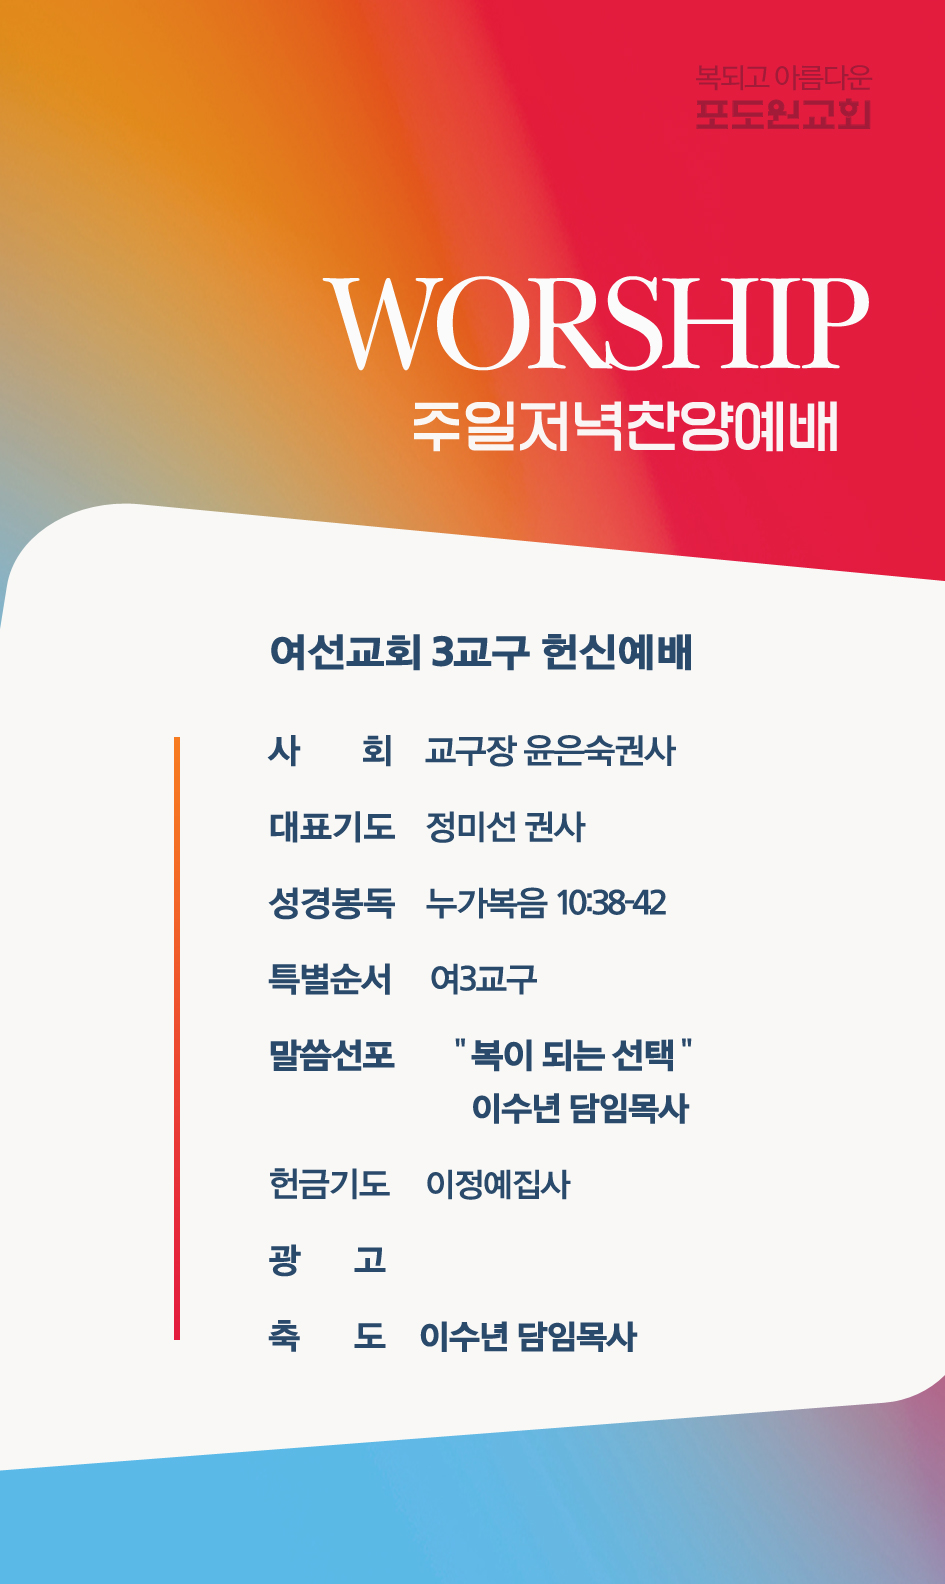 복되고 아름다운
포도원교회
WORSHIP
주일저녁찬양예배
여선교회 3교구 헌신예배
사 회 교구장 윤은숙권사
대표기도 정미선 권사
성경봉독 누가복음 10:38-42
특별순서 여3교구
말씀선포 "복이 되는 선택"
이수년 담임목사
헌금기도 이정예집사
광 고
축 도 이수년 담임목사